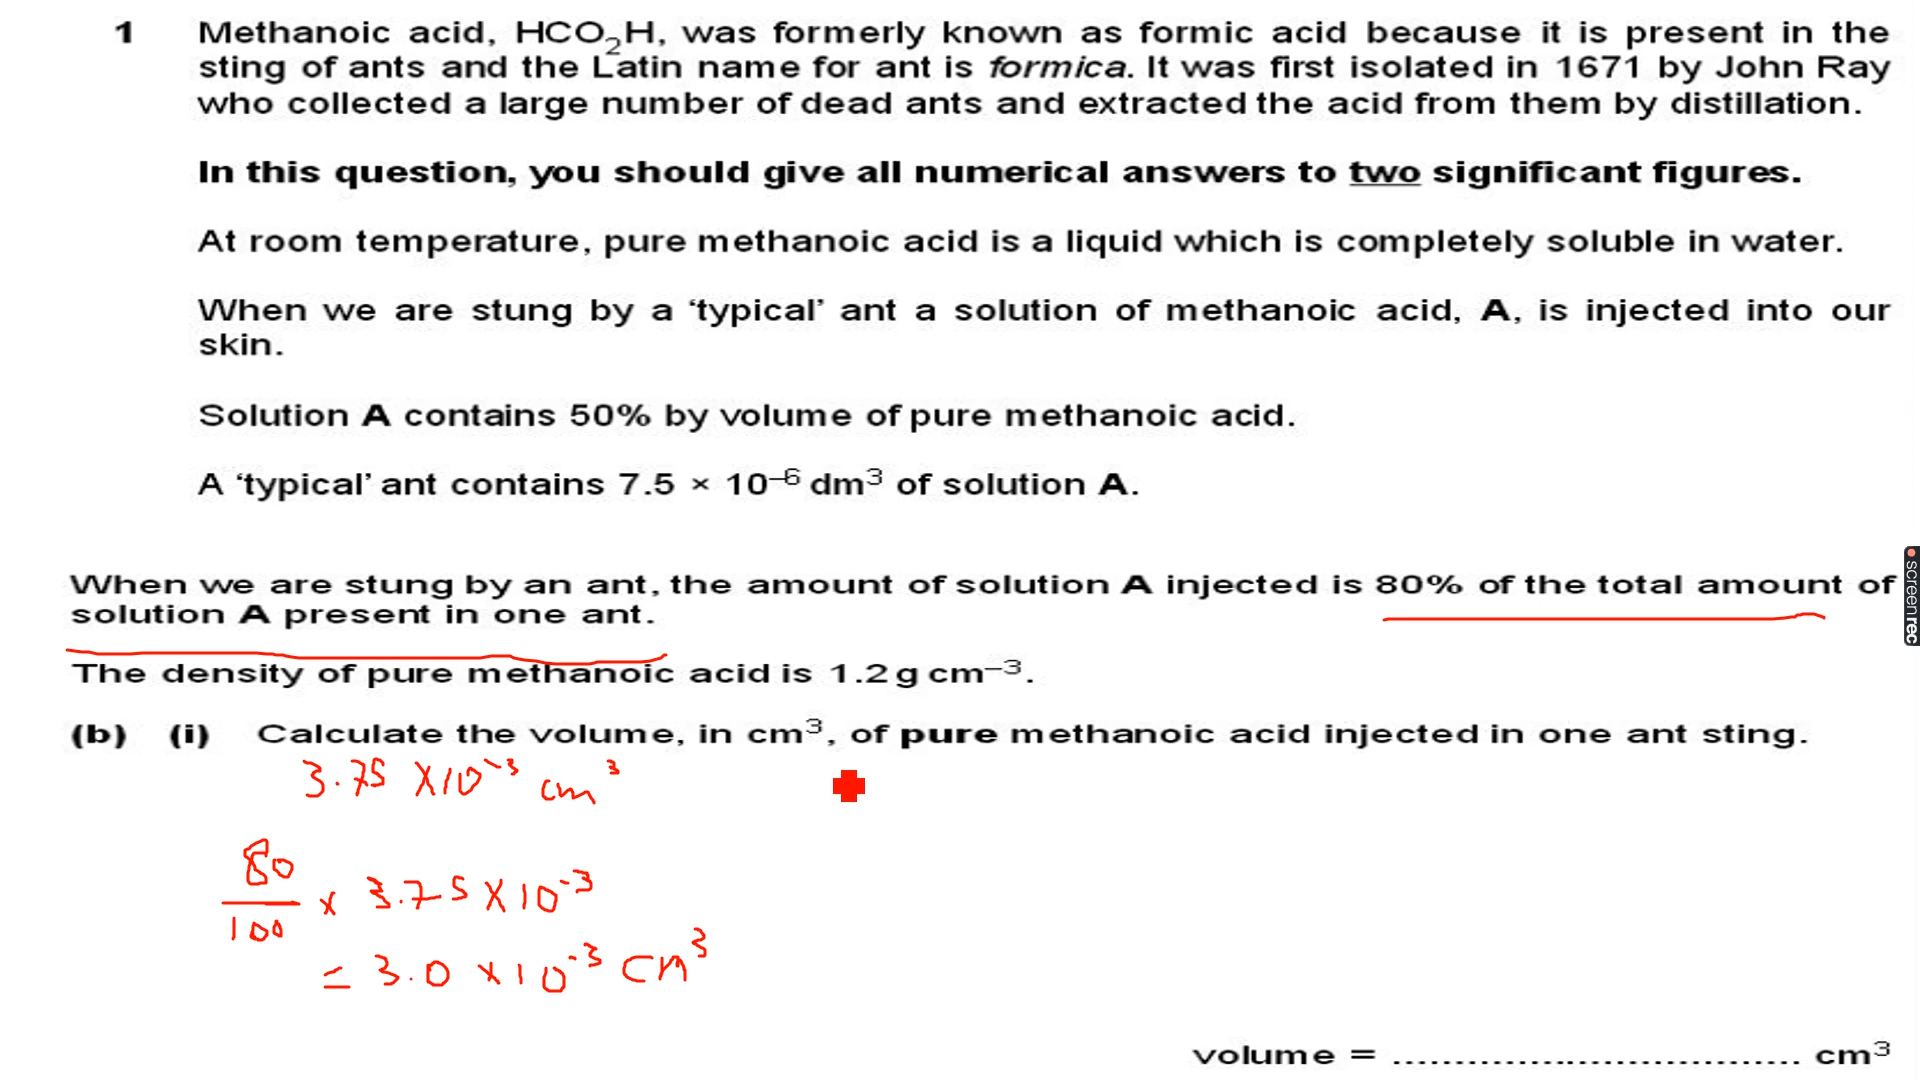 1 Methanoic acid, HCO₂H, was formerly known as formic acid because it is present in the
sting of ants and the Latin name for ant is formica. It was first isolated in 1671 by John Ray
who collected a large number of dead ants and extracted the acid from them by distillation.
In this question, you should give all numerical answers to two significant figures.
At room temperature, pure methanoic acid is a liquid which is completely soluble in water.
When we are stung by a ‘typical’ ant a solution of methanoic acid, A, is injected into our
skin.
Solution A contains 50% by volume of pure methanoic acid.
A ‘typical’ ant contains 7.5 × 10⁻⁶ dm³ of solution A.
When we are stung by an ant, the amount of solution A injected is 80% of the total amount of
solution A present in one ant.
The density of pure methanoic acid is 1.2 g cm⁻³.
(b) (i) Calculate the volume, in cm³, of pure methanoic acid injected in one ant sting.
3.75 × 10⁻³ cm³
80
100 × 3.75 × 10⁻³
= 3.0 × 10⁻³ cm³
volume = ................................. cm³
screenrec